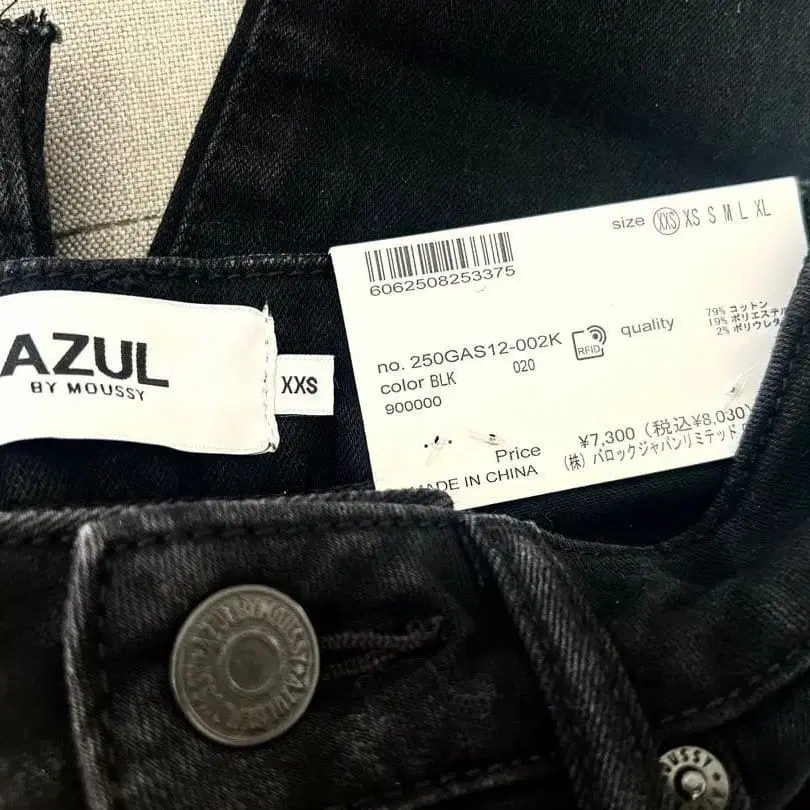 size XXS XS S M L XL
6062508253375
no. 250GAS12-002K
RFID
quality
79% コットン
19% ポリエステル
2% ポリウレタ
color BLK 020
900000
Price ¥7,300 (税込¥8,030)
(株) バロックジャパンリミテッド
MADE IN CHINA
AZUL
BY MOUSSY
XXS